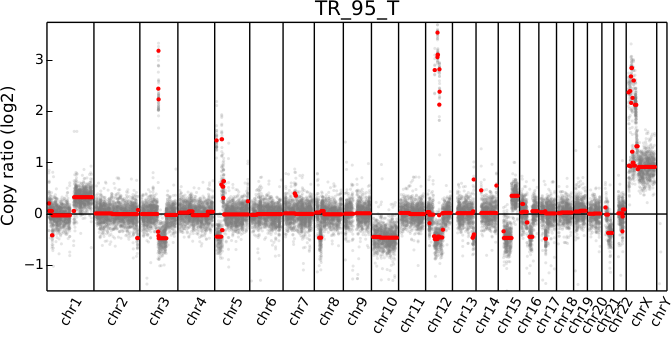 TR_95_T
Copy ratio (log2)
3
2
1
0
−1
chr1
chr2
chr3
chr4
chr5
chr6
chr7
chr8
chr9
chr10
chr11
chr12
chr13
chr14
chr15
chr16
chr17
chr18
chr19
chr20
chr21
chr22
chrX
chrY